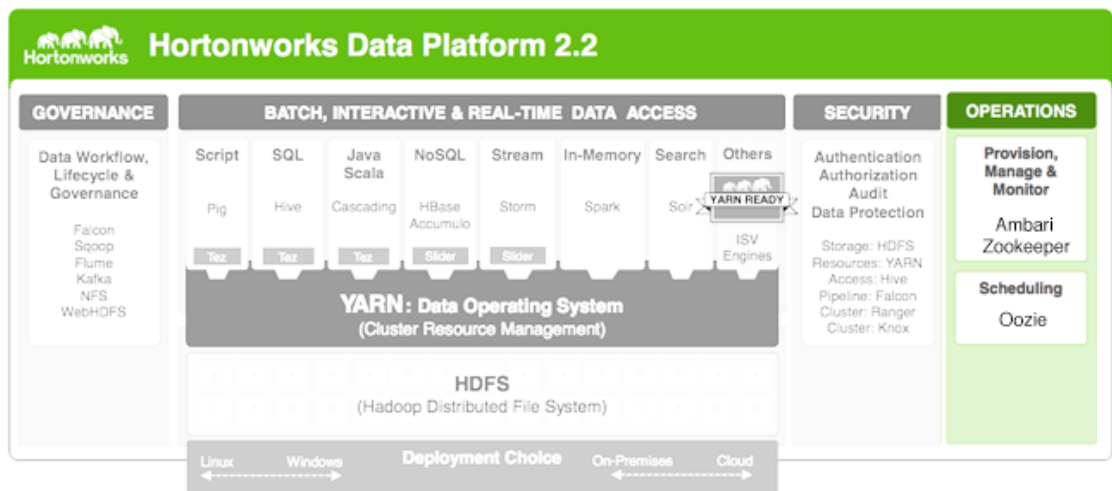 Hortonworks
Hortonworks Data Platform 2.2
GOVERNANCE
Data Workflow,
Lifecycle &
Governance
Falcon
Sqoop
Flume
Kafka
NFS
WebHDFS
BATCH, INTERACTIVE & REAL-TIME DATA ACCESS
Script
Pig
Tez
SQL
Hive
Tez
Java
Scala
Cascading
Tez
NoSQL
HBase
Accumulo
Slider
Stream
Storm
Slider
In-Memory
Spark
Search
Solr
Others
YARN READY
ISV
Engines
YARN : Data Operating System
(Cluster Resource Management)
HDFS
(Hadoop Distributed File System)
Deployment Choice
Linux Windows On-Premises Cloud
SECURITY
Authentication
Authorization
Audit
Data Protection
Storage: HDFS
Resources: YARN
Access: Hive
Pipeline: Falcon
Cluster: Ranger
Cluster: Knox
OPERATIONS
Provision,
Manage &
Monitor
Ambari
Zookeeper
Scheduling
Oozie